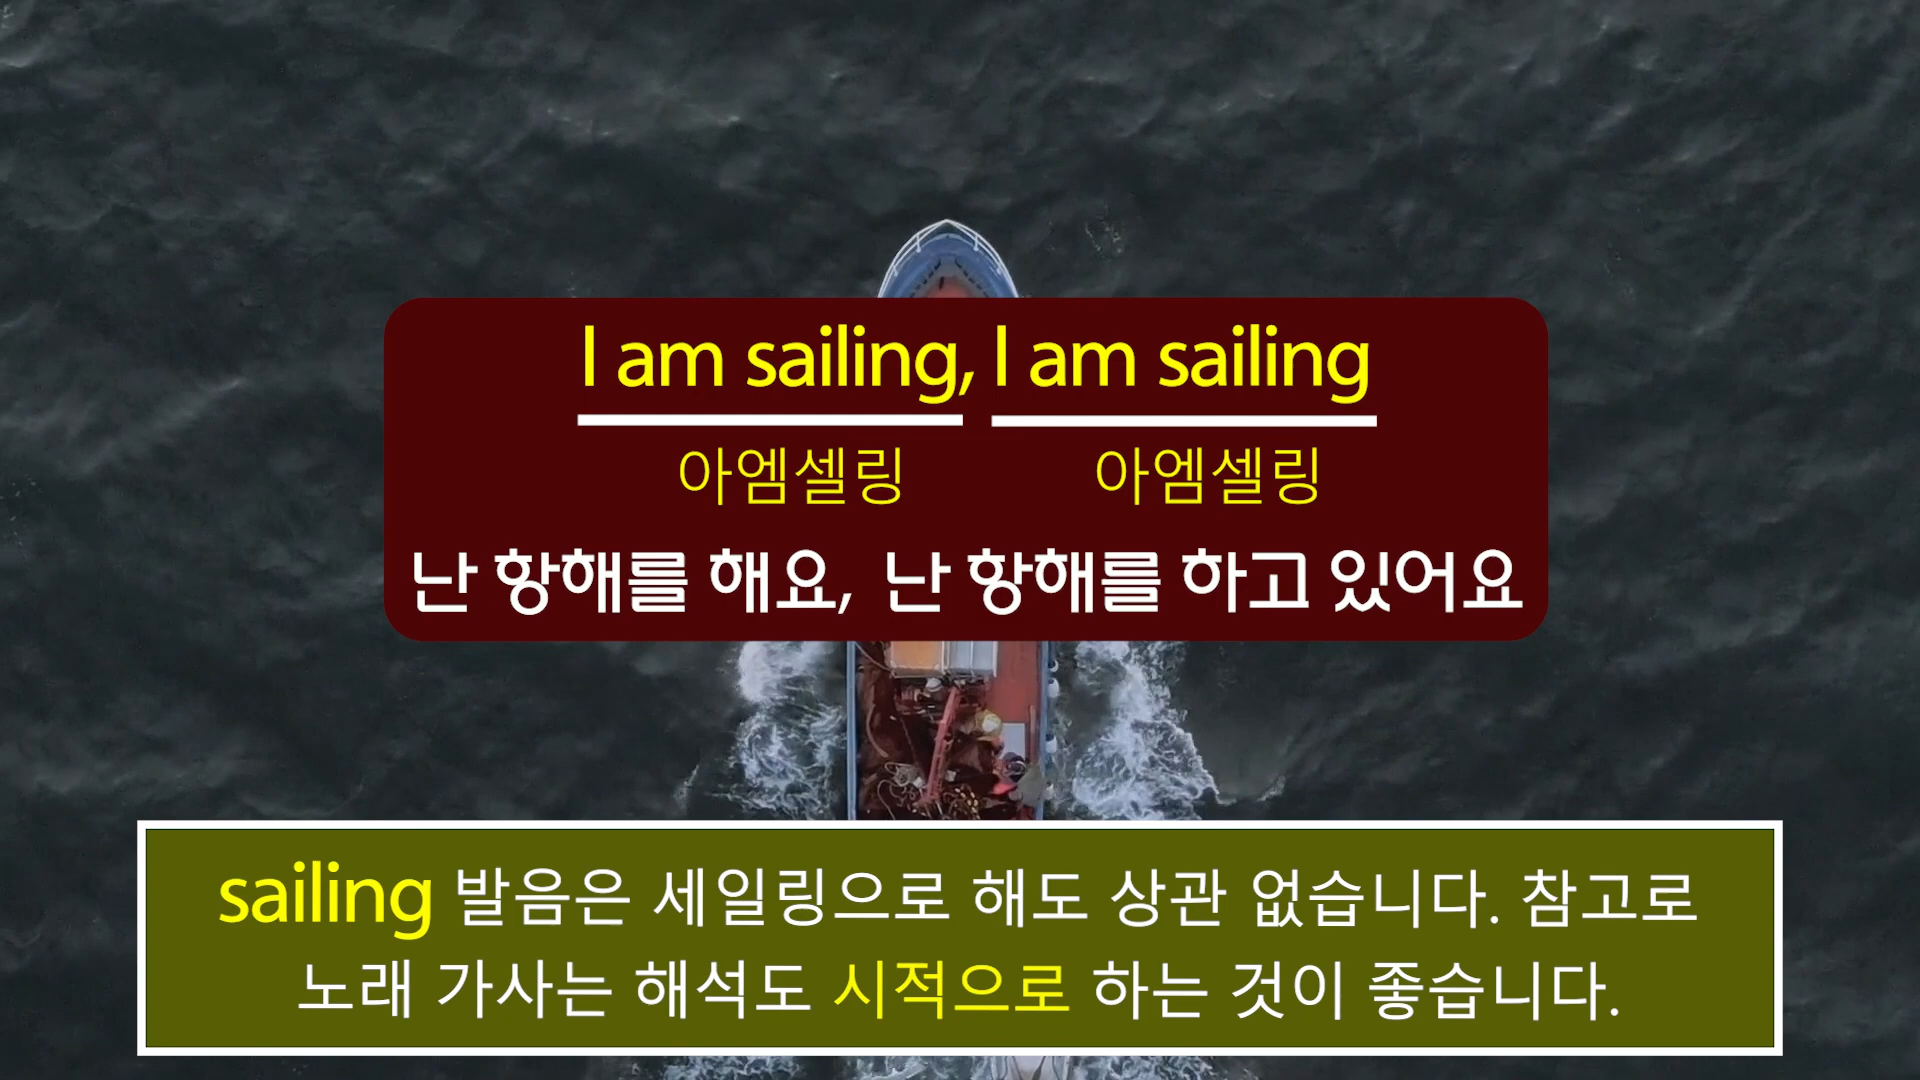 I am sailing, I am sailing
아엠셀링 아엠셀링
난 항해를 해요, 난 항해를 하고 있어요
sailing 발음은 세일링으로 해도 상관 없습니다. 참고로
노래 가사는 해석도 시적으로 하는 것이 좋습니다.